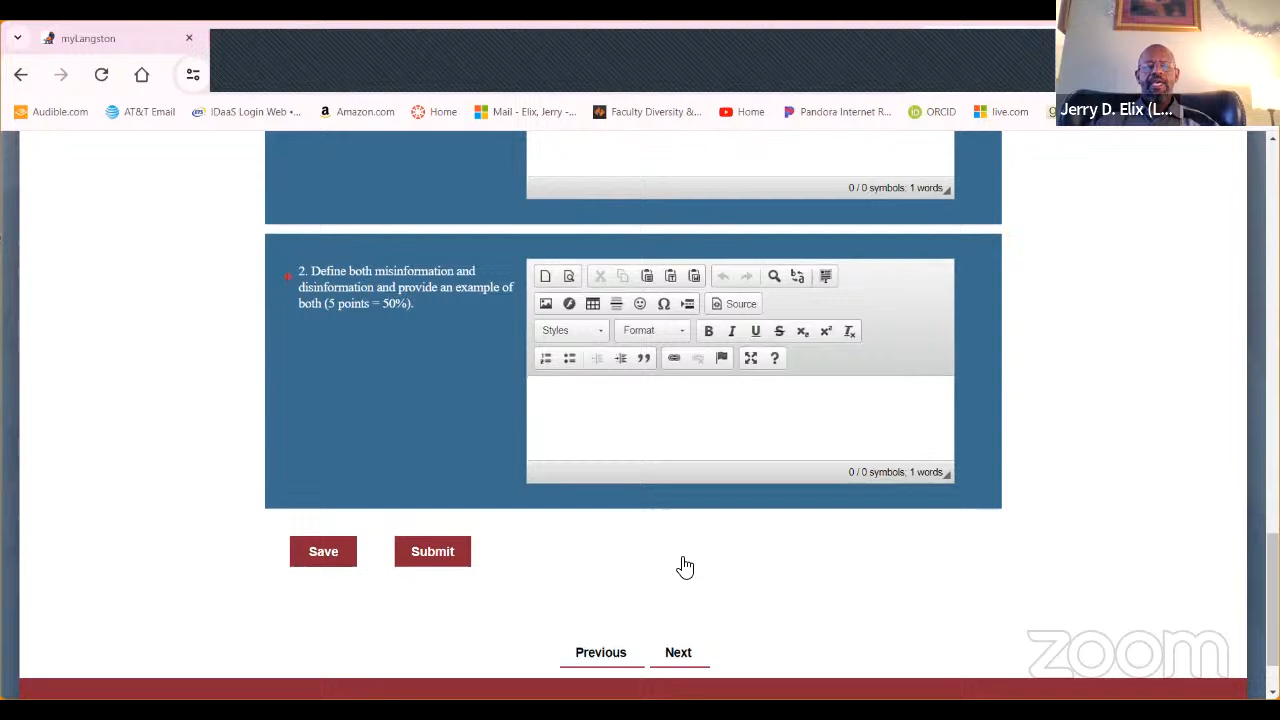 myLangston
Audible.com
AT&T Email
IDaaS Login Web •...
Amazon.com
Home
Mail - Elix, Jerry -...
Faculty Diversity &...
Home
Pandora Internet R...
ORCID
live.com
Jerry D. Elix (L...
0 / 0 symbols; 1 words
2. Define both misinformation and
disinformation and provide an example of
both (5 points = 50%).
Source
Styles
Format
B I U S x₂ x² Tx
?
0 / 0 symbols; 1 words
Save
Submit
Previous
Next
zoom